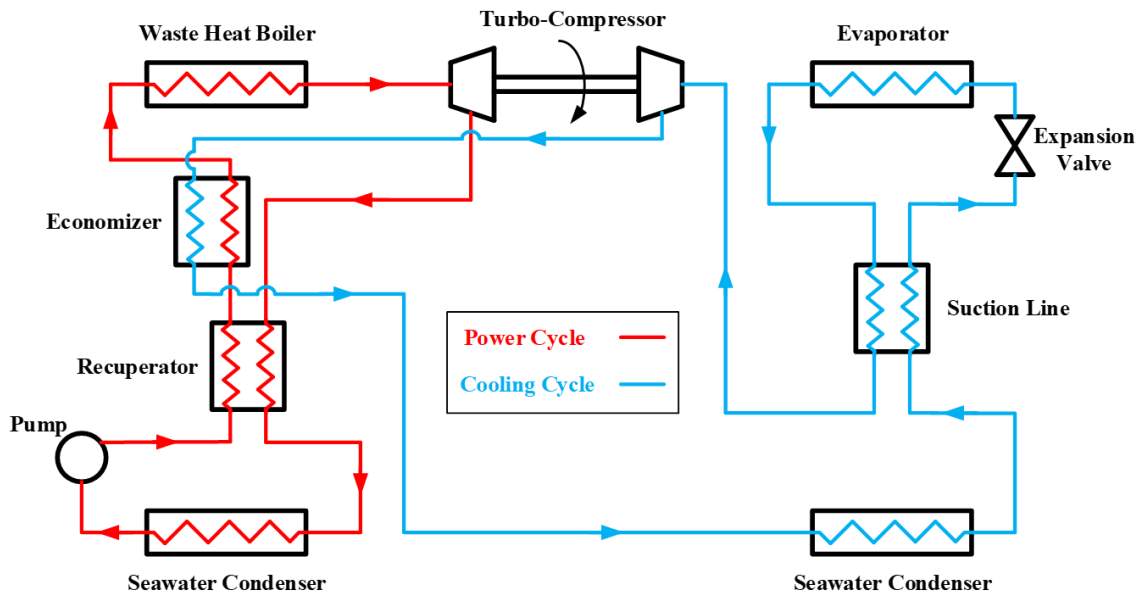 Turbo-Compressor
Waste Heat Boiler
Evaporator
Expansion
Valve
Economizer
Suction Line
Power Cycle
Recuperator
Cooling Cycle
Pump
Seawater Condenser
Seawater Condenser